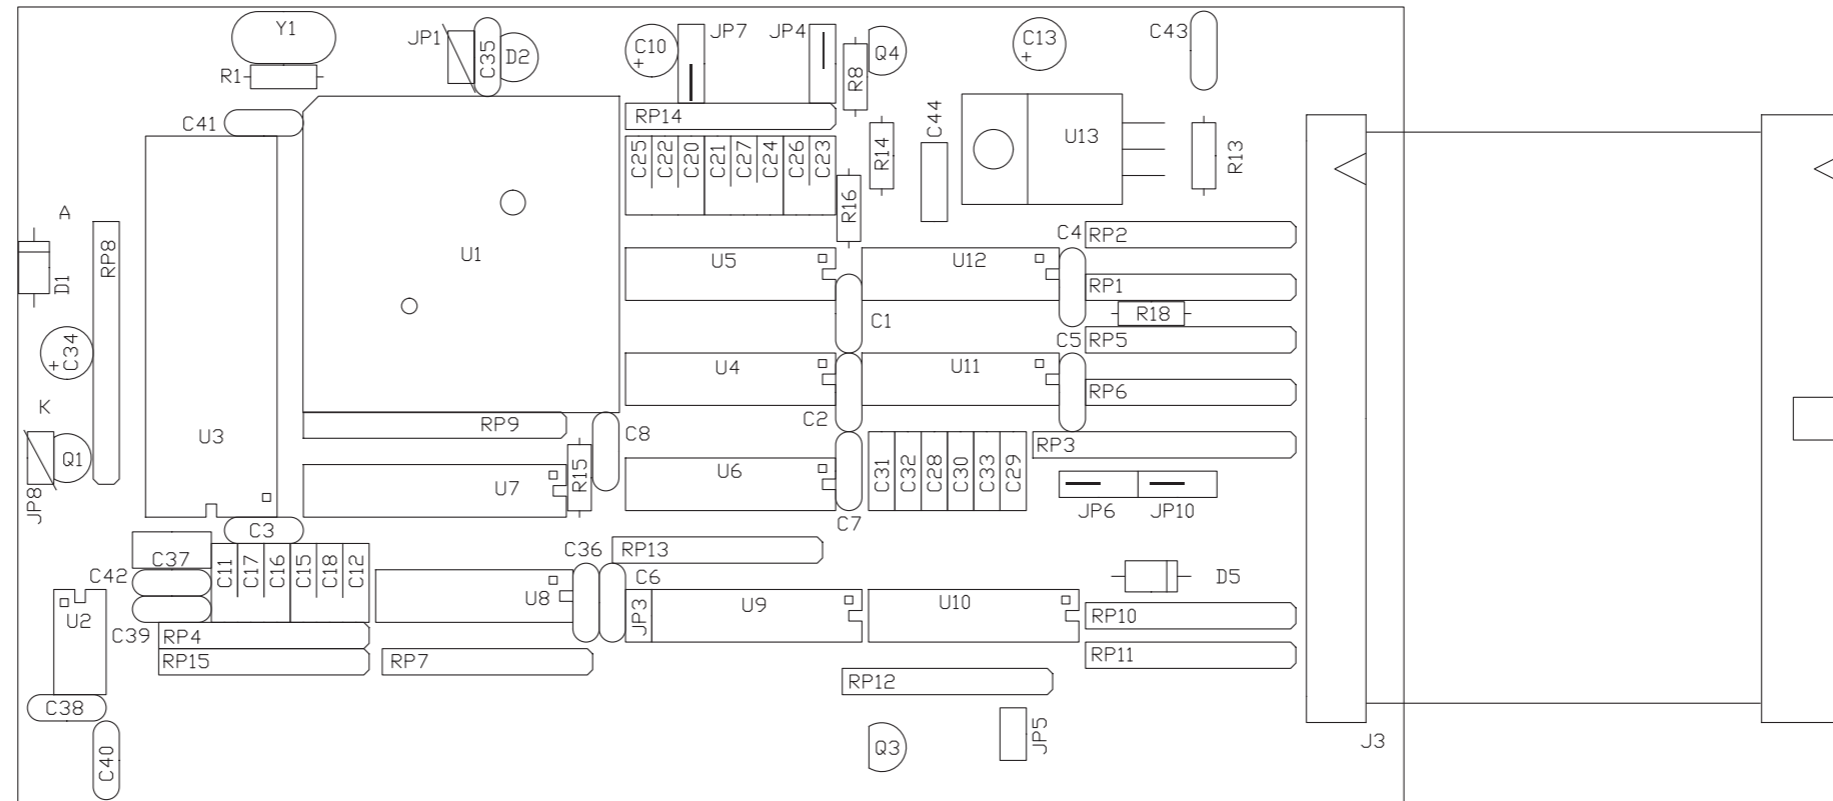 Y1
JP1
C35
D2
C10
+
JP7
JP4
R8
Q4
C13
+
C43
R1
C41
RP14
C25
C22
C20
C21
C27
C24
C26
C23
R14
C44
U13
R13
R16
A
RP8
U1
C4
RP2
D1
U5
U12
RP1
R18
C1
+
C34
C5
RP5
U4
U11
RP6
K
C2
U3
RP9
C8
RP3
Q1
JP8
U7
R15
U6
C31
C32
C28
C30
C33
C29
C7
JP6
JP10
C3
C37
C36
RP13
C42
C11
C17
C16
C15
C18
C12
C6
D5
U2
U8
JP3
U9
U10
RP10
C39
RP4
RP15
RP7
RP11
RP12
C38
C40
Q3
JP5
J3